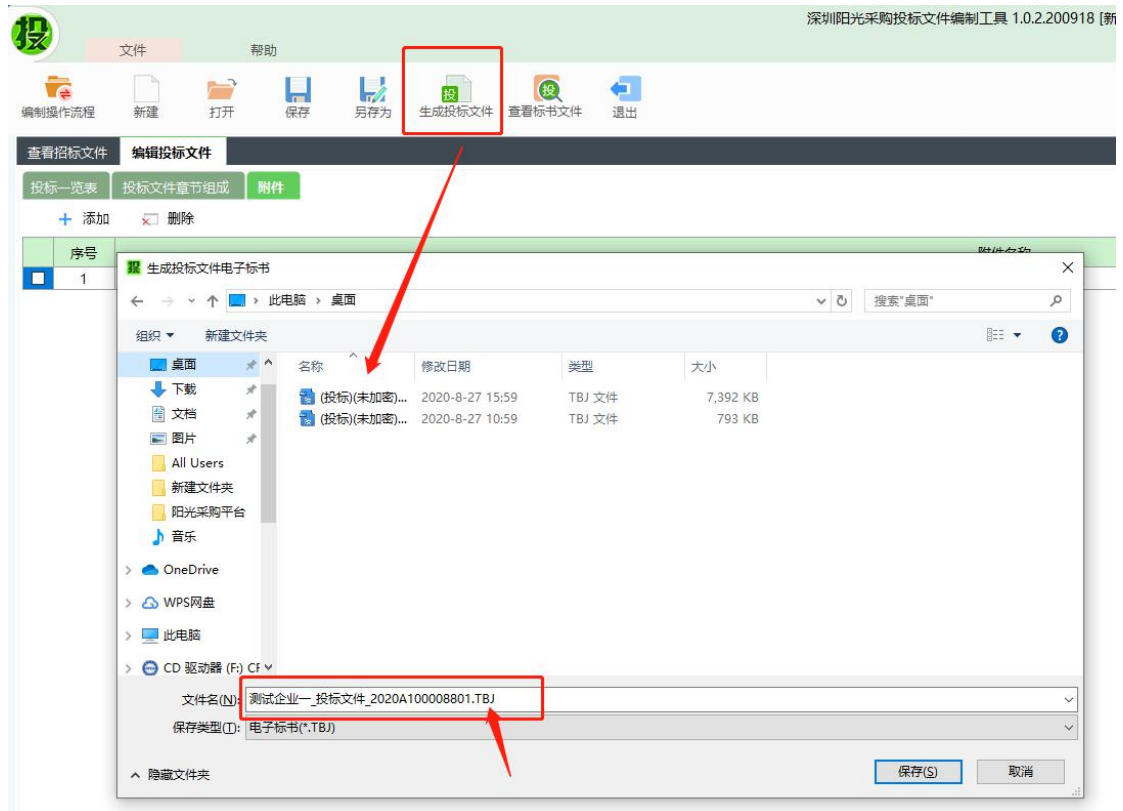 深圳阳光采购投标文件编制工具 1.0.2.200918 [新
投
文件 帮助
编制操作流程 新建 打开 保存 另存为 投 生成投标文件 投 查看标书文件 退出
查看招标文件 编辑投标文件
投标一览表 投标文件章节组成 附件
添加 删除
序号 附件名称
1
投 生成投标文件电子标书
此电脑 › 桌面 搜索"桌面"
组织 新建文件夹
桌面 名称 修改日期 类型 大小
下载 (投标)(未加密)... 2020-8-27 15:59 TBJ 文件 7,392 KB
文档 (投标)(未加密)... 2020-8-27 10:59 TBJ 文件 793 KB
图片
All Users
新建文件夹
阳光采购平台
音乐
OneDrive
WPS网盘
此电脑
CD 驱动器 (F:) CF
文件名(N): 测试企业一_投标文件_2020A100008801.TBJ
保存类型(T): 电子标书(*.TBJ)
隐藏文件夹 保存(S) 取消